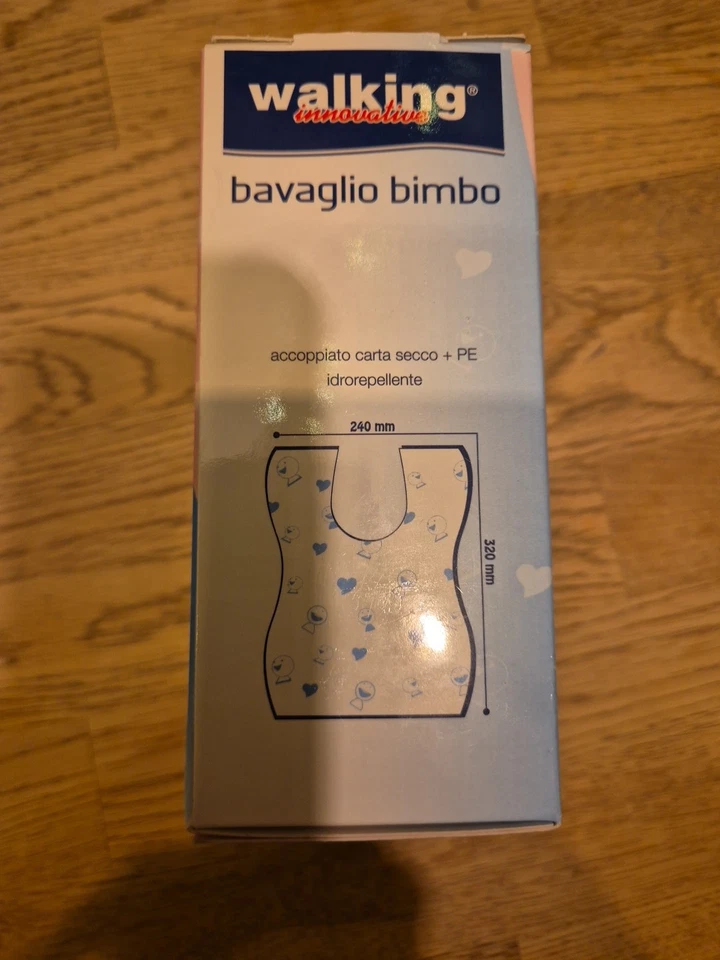 walking®
innovative
bavaglio bimbo
accoppiato carta secco + PE
idrorepellente
240 mm
320 mm